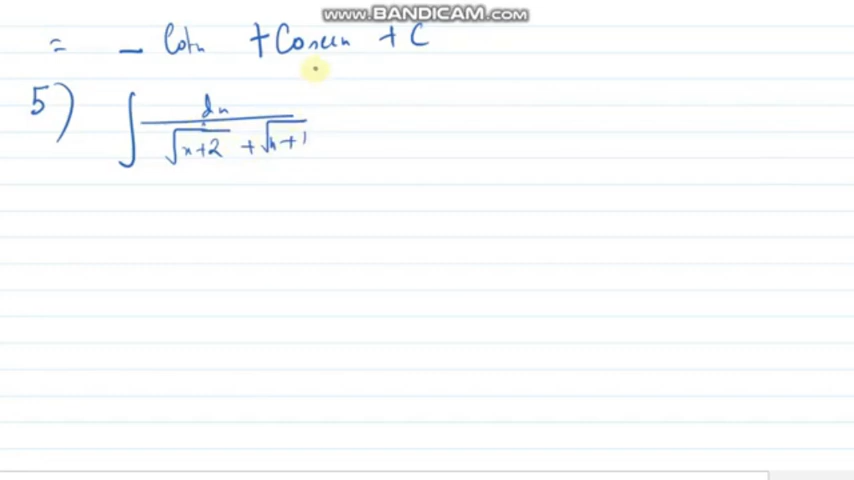 www.BANDICAM.com
= - Cotx + Cosecx + C
5) ∫ dx / (√x+2 + √x+1)